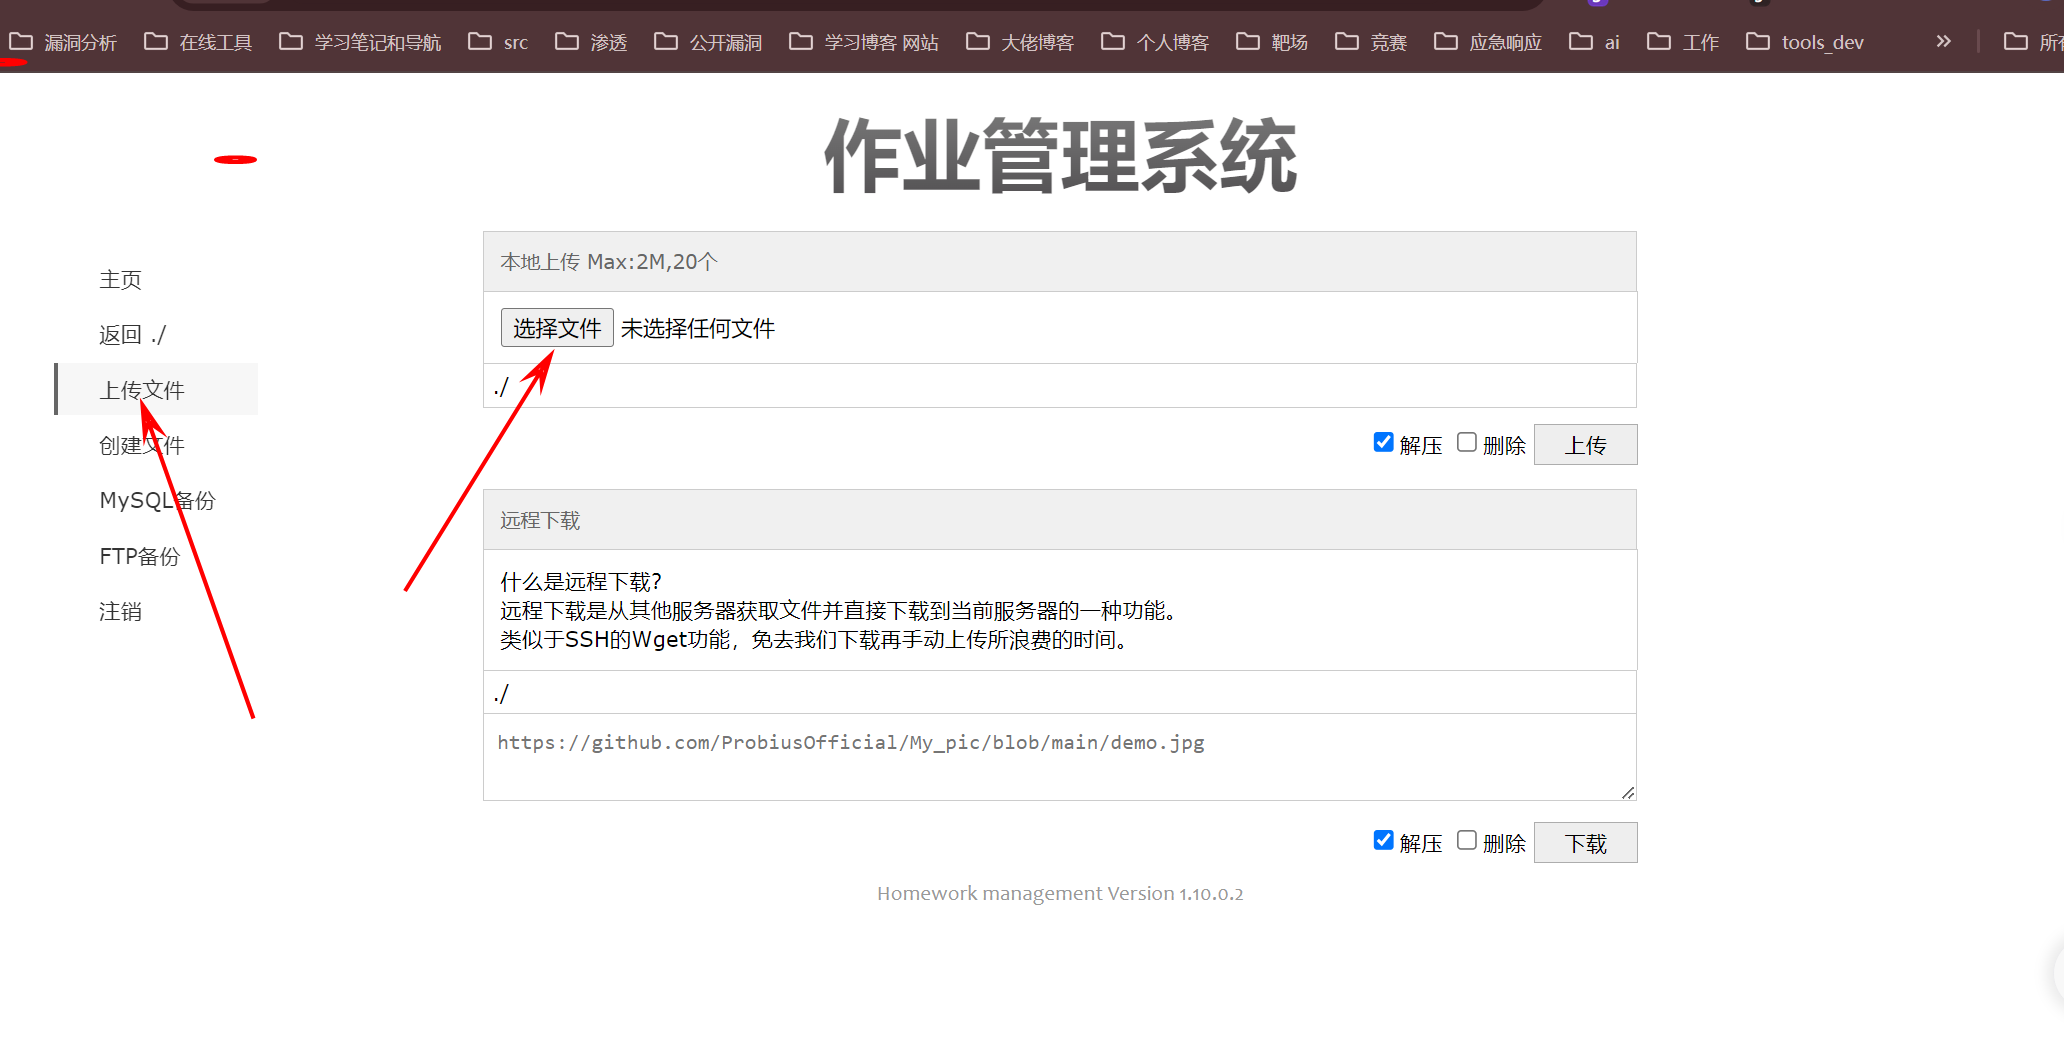 漏洞分析 在线工具 学习笔记和导航 src 渗透 公开漏洞 学习博客 网站 大佬博客 个人博客 靶场 竞赛 应急响应 ai 工作 tools_dev
作业管理系统
主页
返回 ./
上传文件
创建文件
MySQL备份
FTP备份
注销
本地上传 Max:2M,20个
选择文件 未选择任何文件
./
解压 删除 上传
远程下载
什么是远程下载?
远程下载是从其他服务器获取文件并直接下载到当前服务器的一种功能。
类似于SSH的Wget功能，免去我们下载再手动上传所浪费的时间。
./
https://github.com/ProbiusOfficial/My_pic/blob/main/demo.jpg
解压 删除 下载
Homework management Version 1.10.0.2